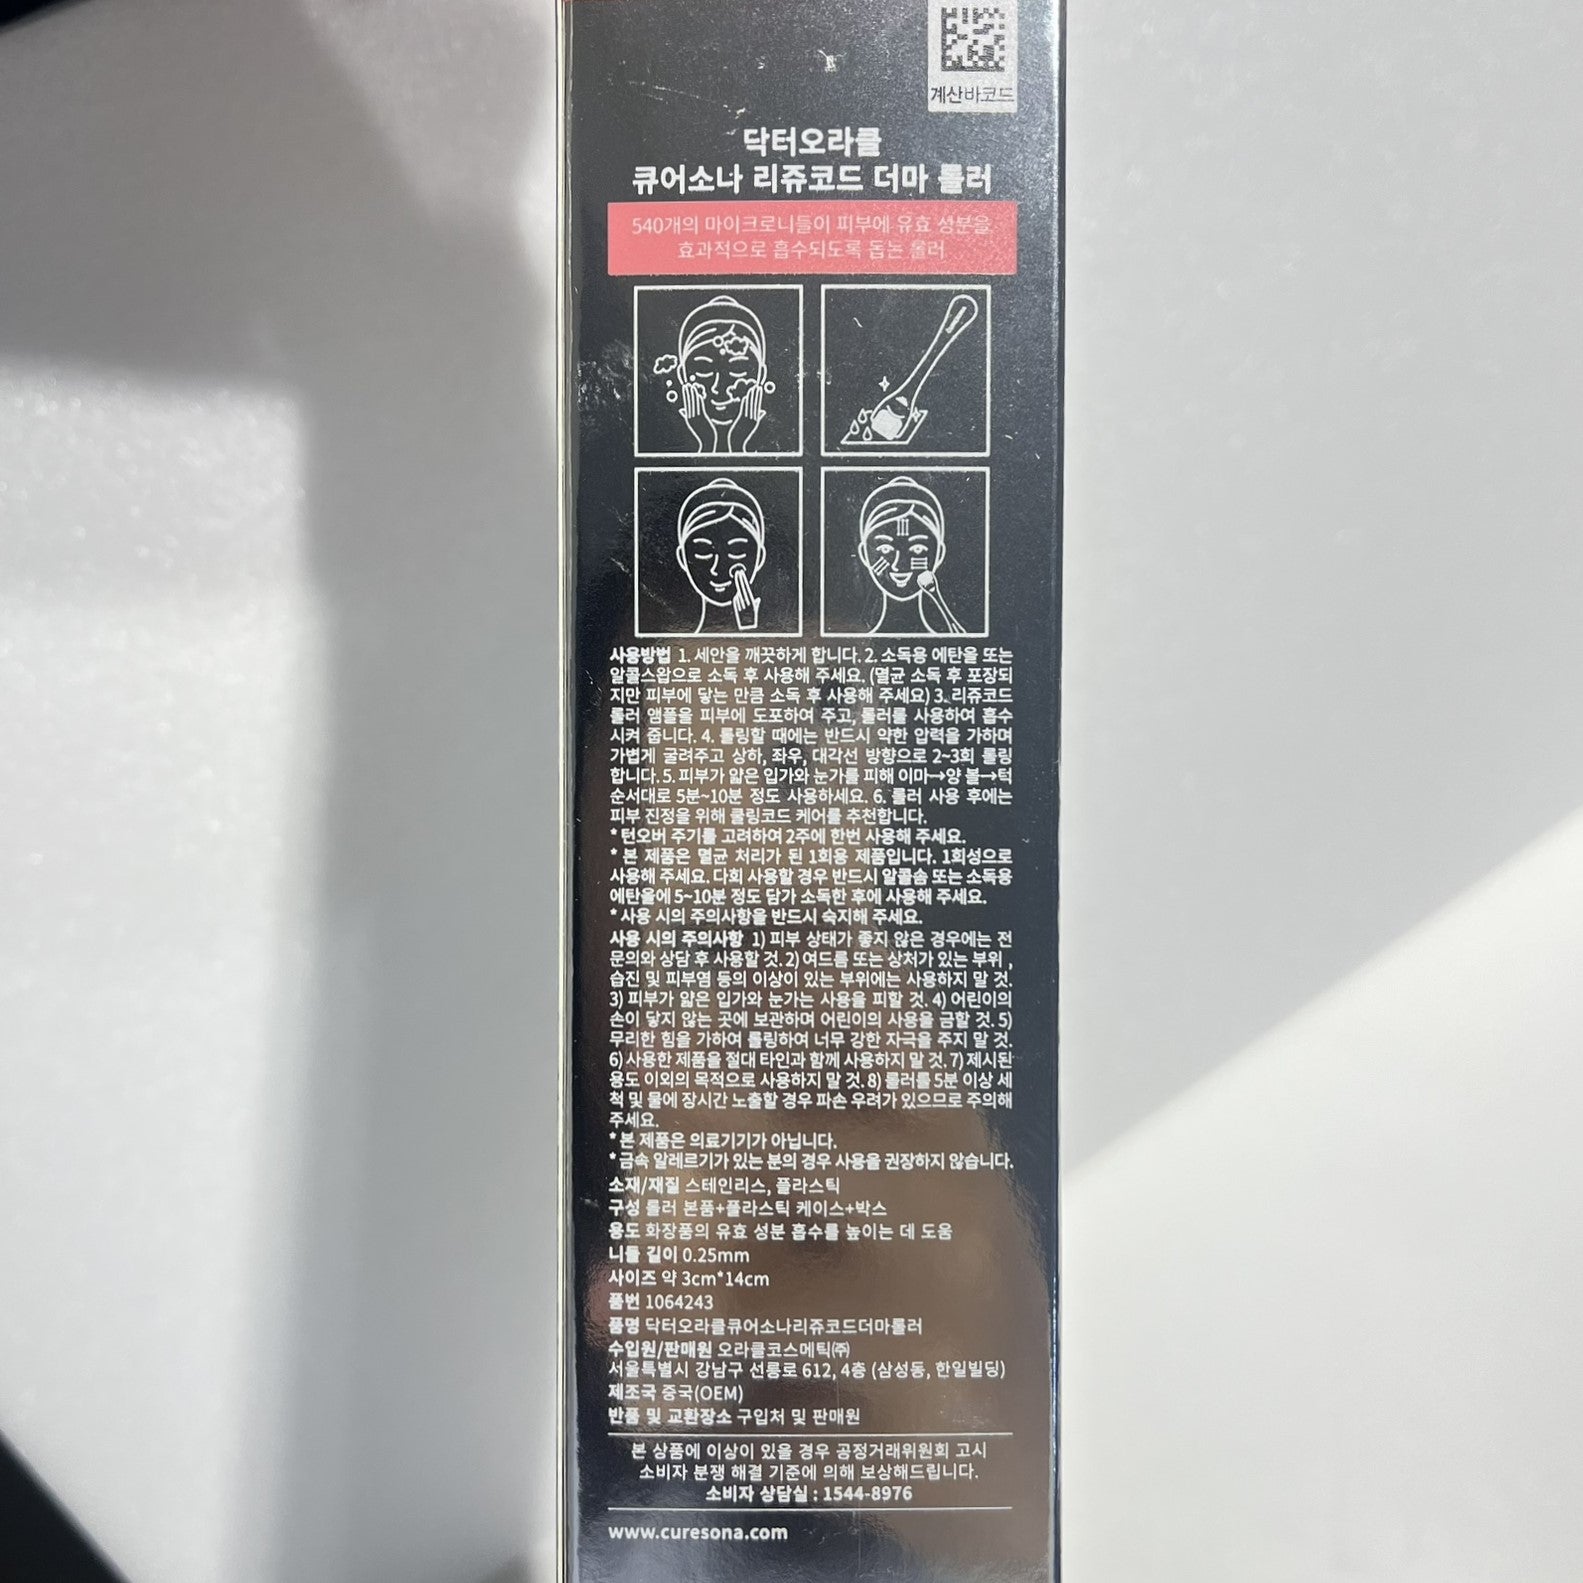 계산바코드
닥터오라클
큐어소나 리쥬코드 더마 롤러
540개의 마이크로니들이 피부에 유효 성분을
효과적으로 흡수되도록 돕는 롤러
사용방법 1. 세안을 깨끗하게 합니다. 2. 소독용 에탄올 또는
알콜스왑으로 소독 후 사용해 주세요. (멸균 소독 후 포장되
지만 피부에 닿는 만큼 소독 후 사용해 주세요) 3. 리쥬코드
롤러 앰플을 피부에 도포하여 주고, 롤러를 사용하여 흡수
시켜 줍니다. 4. 롤링할 때에는 반드시 약한 압력을 가하며
가볍게 굴려주고 상하, 좌우, 대각선 방향으로 2~3회 롤링
합니다. 5. 피부가 얇은 입가와 눈가를 피해 이마→양 볼→턱
순서대로 5분~10분 정도 사용하세요. 6. 롤러 사용 후에는
피부 진정을 위해 쿨링코드 케어를 추천합니다.
* 턴오버 주기를 고려하여 2주에 한번 사용해 주세요.
* 본 제품은 멸균 처리가 된 1회용 제품입니다. 1회성으로
사용해 주세요. 다회 사용할 경우 반드시 알콜솜 또는 소독용
에탄올에 5~10분 정도 담가 소독한 후에 사용해 주세요.
* 사용 시의 주의사항을 반드시 숙지해 주세요.
사용 시의 주의사항 1) 피부 상태가 좋지 않은 경우에는 전
문의와 상담 후 사용할 것. 2) 여드름 또는 상처가 있는 부위 ,
습진 및 피부염 등의 이상이 있는 부위에는 사용하지 말 것.
3) 피부가 얇은 입가와 눈가는 사용을 피할 것. 4) 어린이의
손이 닿지 않는 곳에 보관하며 어린이의 사용을 금할 것. 5)
무리한 힘을 가하여 롤링하여 너무 강한 자극을 주지 말 것.
6) 사용한 제품을 절대 타인과 함께 사용하지 말 것. 7) 제시된
용도 이외의 목적으로 사용하지 말 것. 8) 롤러를 5분 이상 세
척 및 물에 장시간 노출할 경우 파손 우려가 있으므로 주의해
주세요.
* 본 제품은 의료기기가 아닙니다.
* 금속 알레르기가 있는 분의 경우 사용을 권장하지 않습니다.
소재/재질 스테인리스, 플라스틱
구성 롤러 본품+플라스틱 케이스+박스
용도 화장품의 유효 성분 흡수를 높이는 데 도움
니들 길이 0.25mm
사이즈 약 3cm*14cm
품번 1064243
품명 닥터오라클큐어소나리쥬코드더마롤러
수입원/판매원 오라클코스메틱㈜
서울특별시 강남구 선릉로 612, 4층 (삼성동, 한일빌딩)
제조국 중국(OEM)
반품 및 교환장소 구입처 및 판매원
본 상품에 이상이 있을 경우 공정거래위원회 고시
소비자 분쟁 해결 기준에 의해 보상해드립니다.
소비자 상담실 : 1544-8976
www.curesona.com